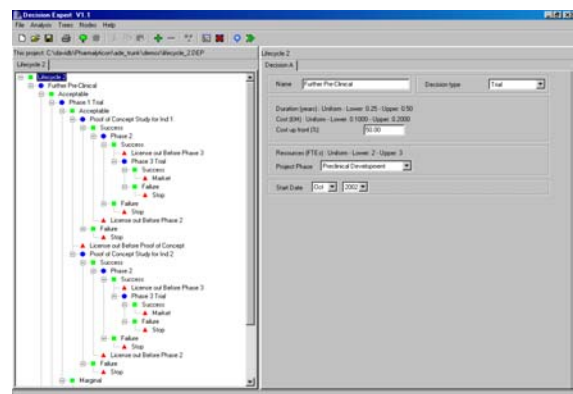 Decision Expert V1.1
File Analysis Trees Nodes Help
This project: C:\davidb\Pharmalyticon\ade_trunk\demos\lifecycle_2.DEP
Lifecycle 2
Lifecycle 2
Further Pre-Clinical
Acceptable
Phase 1 Trial
Acceptable
Proof of Concept Study for Ind 1
Success
Phase 2
Success
License out Before Phase 3
Phase 3 Trial
Success
Market
Failure
Stop
Failure
Stop
License out Before Phase 2
Failure
Stop
License out Before Proof of Concept
Proof of Concept Study for Ind 2
Success
Phase 2
Success
License out Before Phase 3
Phase 3 Trial
Success
Market
Failure
Stop
Failure
Stop
License out Before Phase 2
Failure
Stop
Marginal
Lifecycle 2
Decision A
Name Further Pre-Clinical Decision type Trial
Duration (years) : Uniform - Lower: 0.25 - Upper: 0.50
Cost (£M) : Uniform - Lower: 0.1000 - Upper: 0.2000
Cost up front (%) 50.00
Resources (FTEs) : Uniform - Lower: 2 - Upper: 3
Project Phase Preclinical Development
Start Date Oct 2002